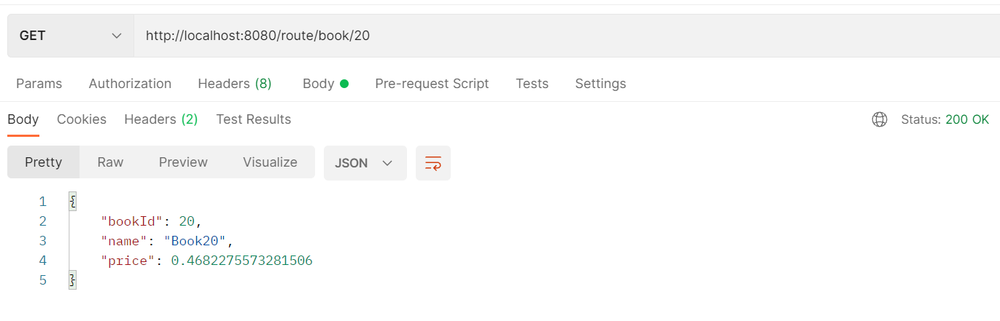 GET http://localhost:8080/route/book/20
Params Authorization Headers (8) Body Pre-request Script Tests Settings
Body Cookies Headers (2) Test Results Status: 200 OK
Pretty Raw Preview Visualize JSON
1 {
2 "bookId": 20,
3 "name": "Book20",
4 "price": 0.4682275573281506
5 }